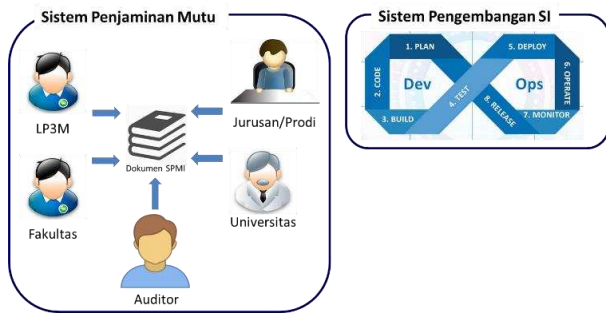 Sistem Penjaminan Mutu
LP3M
Jurusan/Prodi
Dokumen SPMI
Fakultas
Universitas
Auditor
Sistem Pengembangan SI
1. PLAN
2. CODE
3. BUILD
4. TEST
5. DEPLOY
6. OPERATE
7. MONITOR
8. RELEASE
Dev
Ops